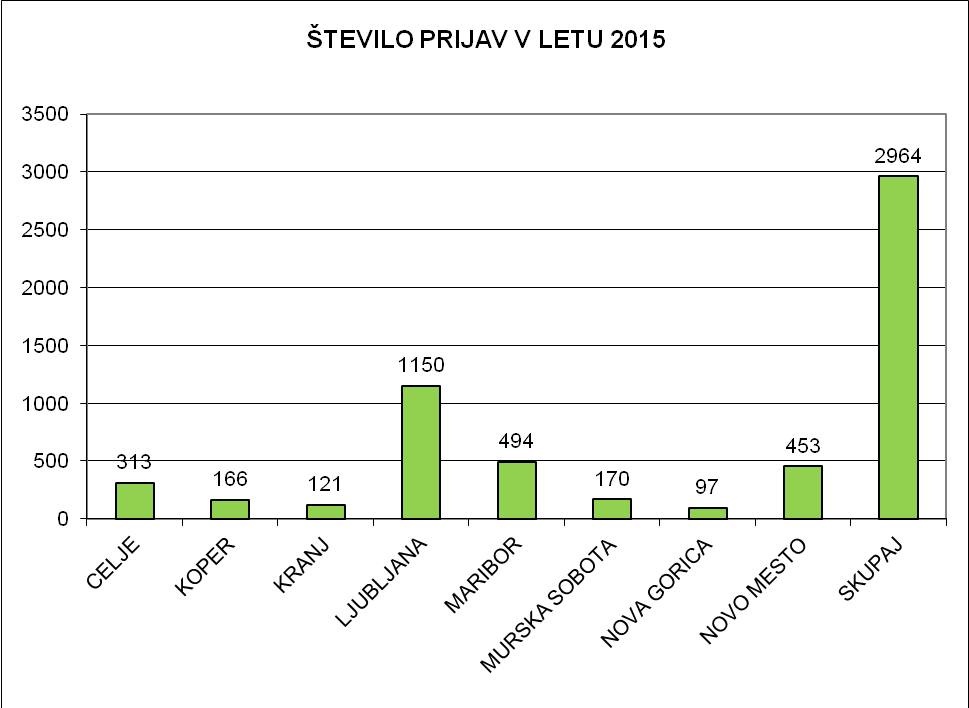 ŠTEVILO PRIJAV V LETU 2015
3500
3000
2500
2000
1500
1000
500
0
313
166
121
1150
494
170
97
453
2964
CELJE
KOPER
KRANJ
LJUBLJANA
MARIBOR
MURSKA SOBOTA
NOVA GORICA
NOVO MESTO
SKUPAJ